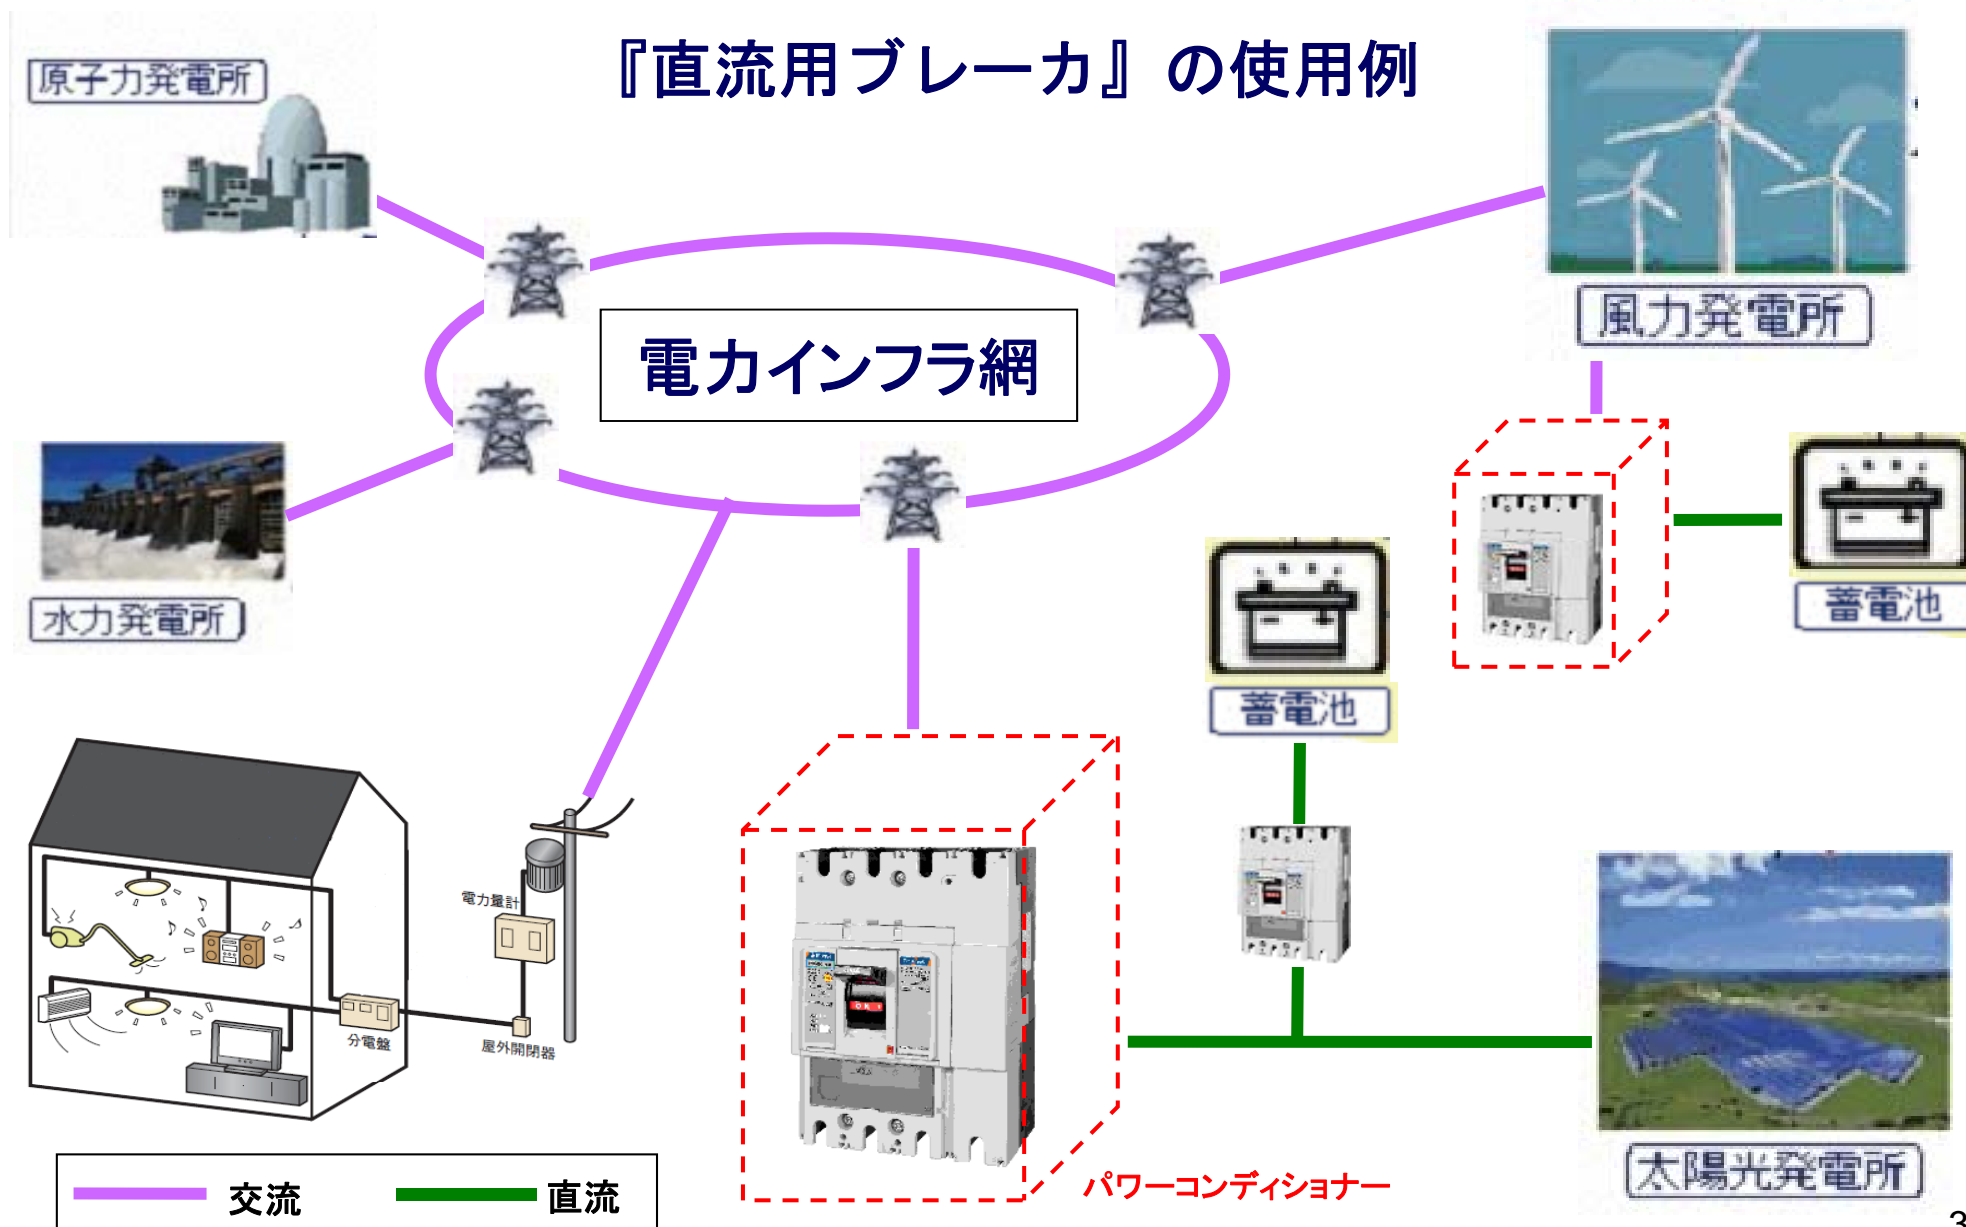 『直流用ブレーカ』の使用例
原子力発電所
風力発電所
電力インフラ網
水力発電所
蓄電池
蓄電池
電力量計
分電盤
屋外開閉器
パワーコンディショナー
太陽光発電所
交流
直流
3